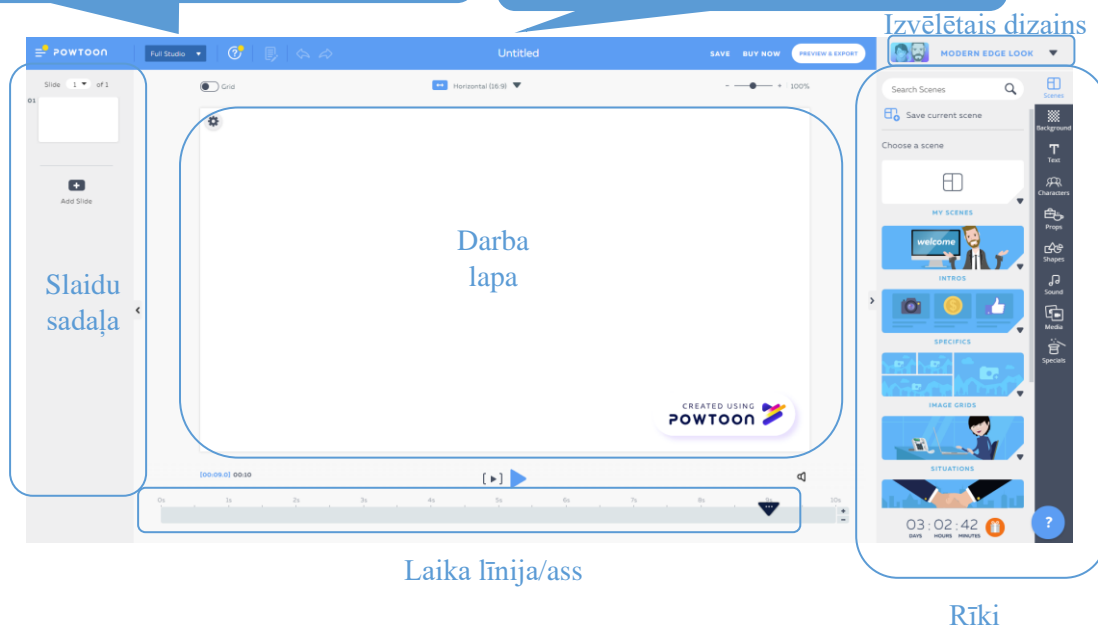 Izvēlētais dizains
POWTOON
Full Studio
Untitled
SAVE BUY NOW PREVIEW & EXPORT
MODERN EDGE LOOK
Slide 1 of 1
01
Add Slide
Slaidu
sadaļa
Grid
Horizontal (16:9)
- + 100%
Darba
lapa
CREATED USING
POWTOON
[00:09.0] 00:10
0s 1s 2s 3s 4s 5s 6s 7s 8s 9s 10s
+
-
Laika līnija/ass
Search Scenes
Save current scene
Choose a scene
MY SCENES
welcome
INTROS
SPECIFICS
IMAGE GRIDS
SITUATIONS
03 : 02 : 42
DAYS HOURS MINUTES
Scenes
Background
Text
Characters
Props
Shapes
Sound
Media
Specials
?
Rīki